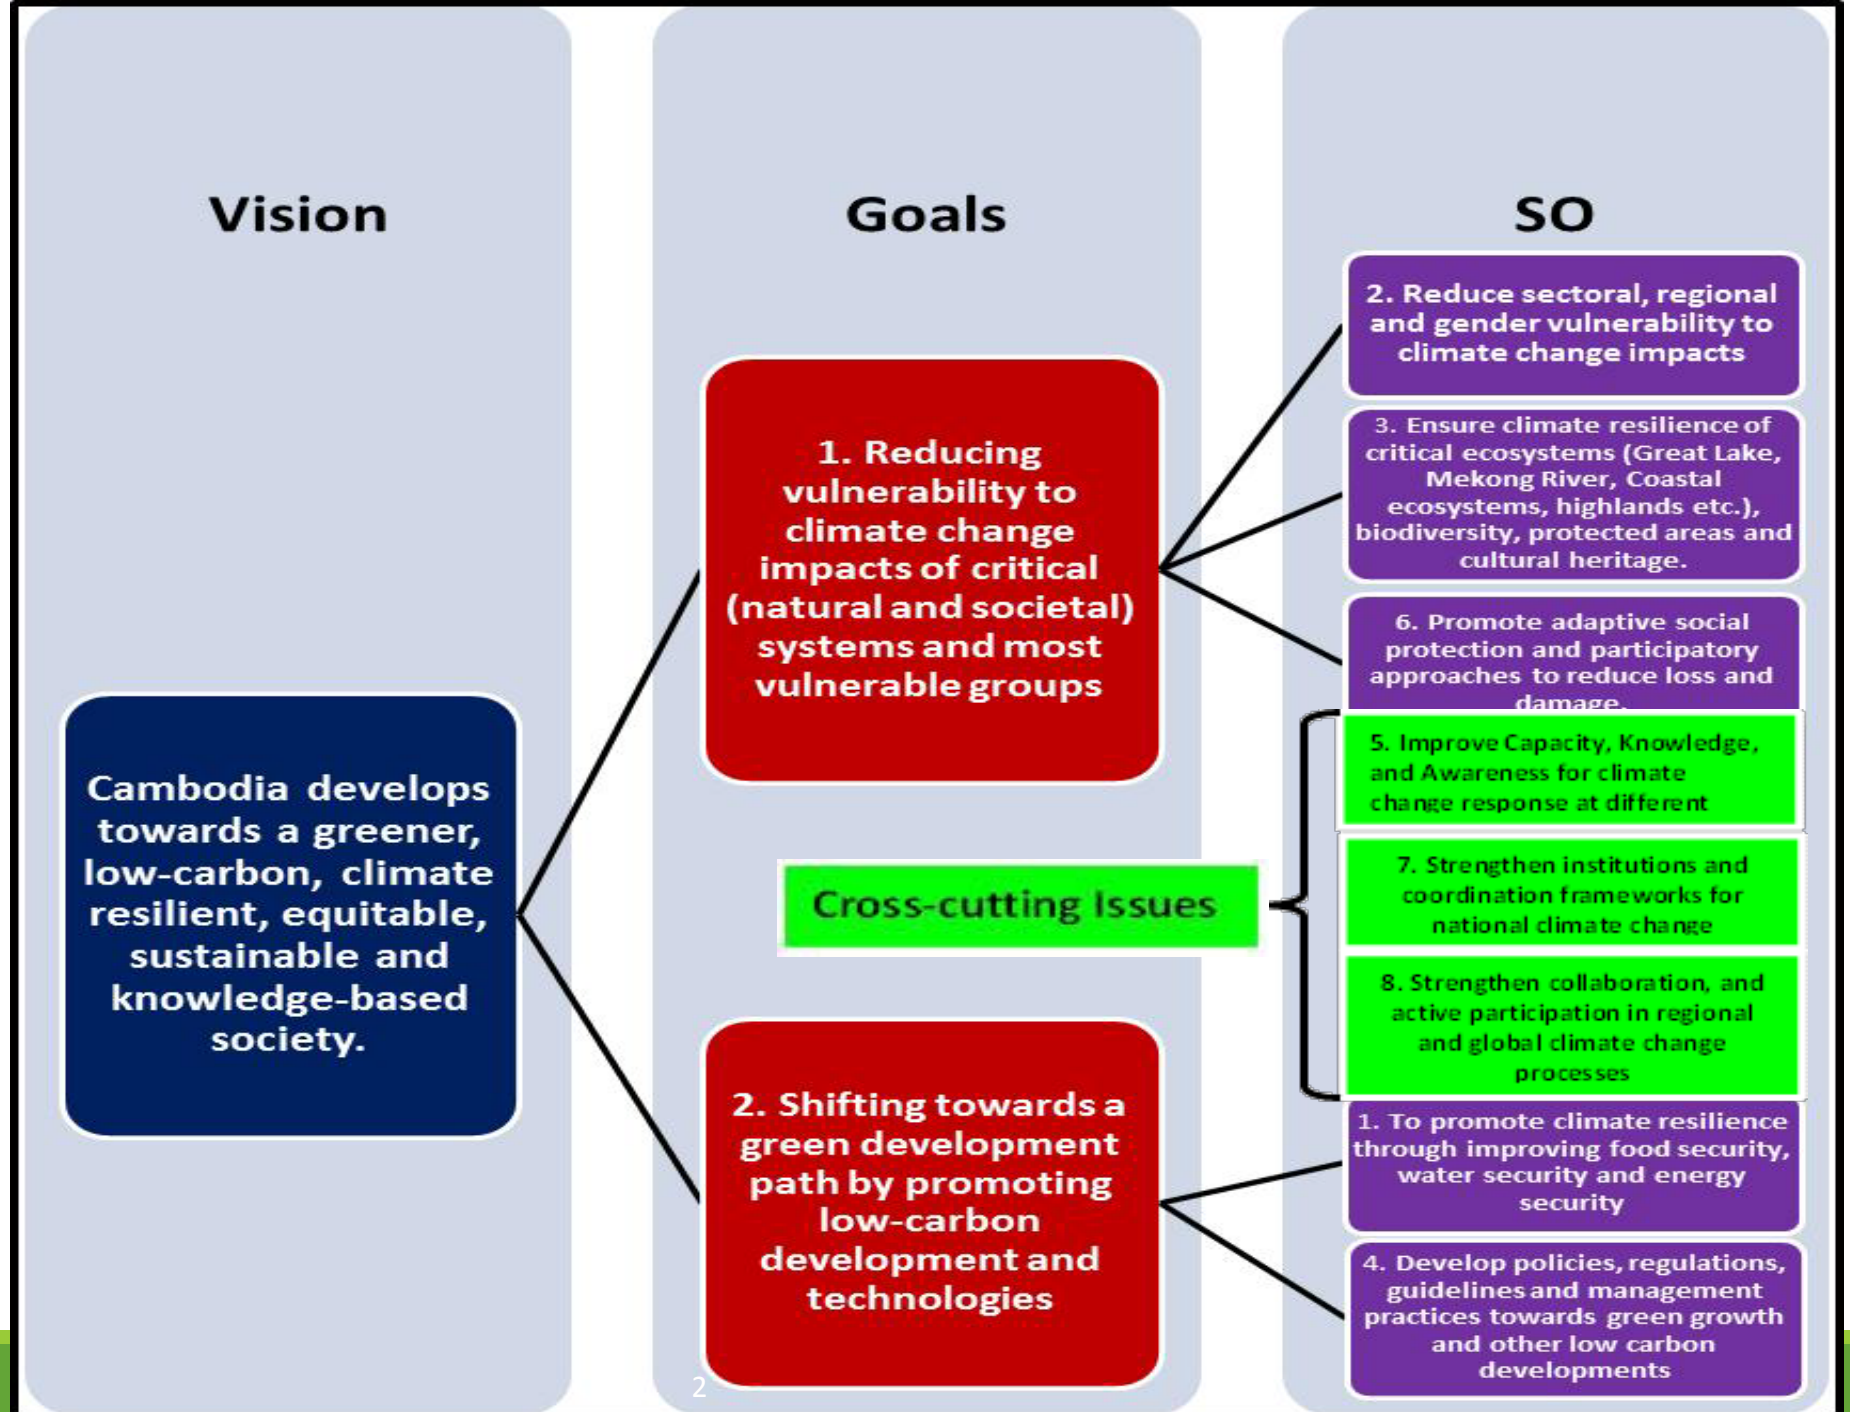 Vision
Cambodia develops
towards a greener,
low-carbon, climate
resilient, equitable,
sustainable and
knowledge-based
society.
Goals
1. Reducing
vulnerability to
climate change
impacts of critical
(natural and societal)
systems and most
vulnerable groups
Cross-cutting Issues
2. Shifting towards a
green development
path by promoting
low-carbon
development and
technologies
2
SO
2. Reduce sectoral, regional
and gender vulnerability to
climate change impacts
3. Ensure climate resilience of
critical ecosystems (Great Lake,
Mekong River, Coastal
ecosystems, highlands etc.),
biodiversity, protected areas and
cultural heritage.
6. Promote adaptive social
protection and participatory
approaches to reduce loss and
damage.
5. Improve Capacity, Knowledge,
and Awareness for climate
change response at different
7. Strengthen institutions and
coordination frameworks for
national climate change
8. Strengthen collaboration, and
active participation in regional
and global climate change
processes
1. To promote climate resilience
through improving food security,
water security and energy
security
4. Develop policies, regulations,
guidelines and management
practices towards green growth
and other low carbon
developments